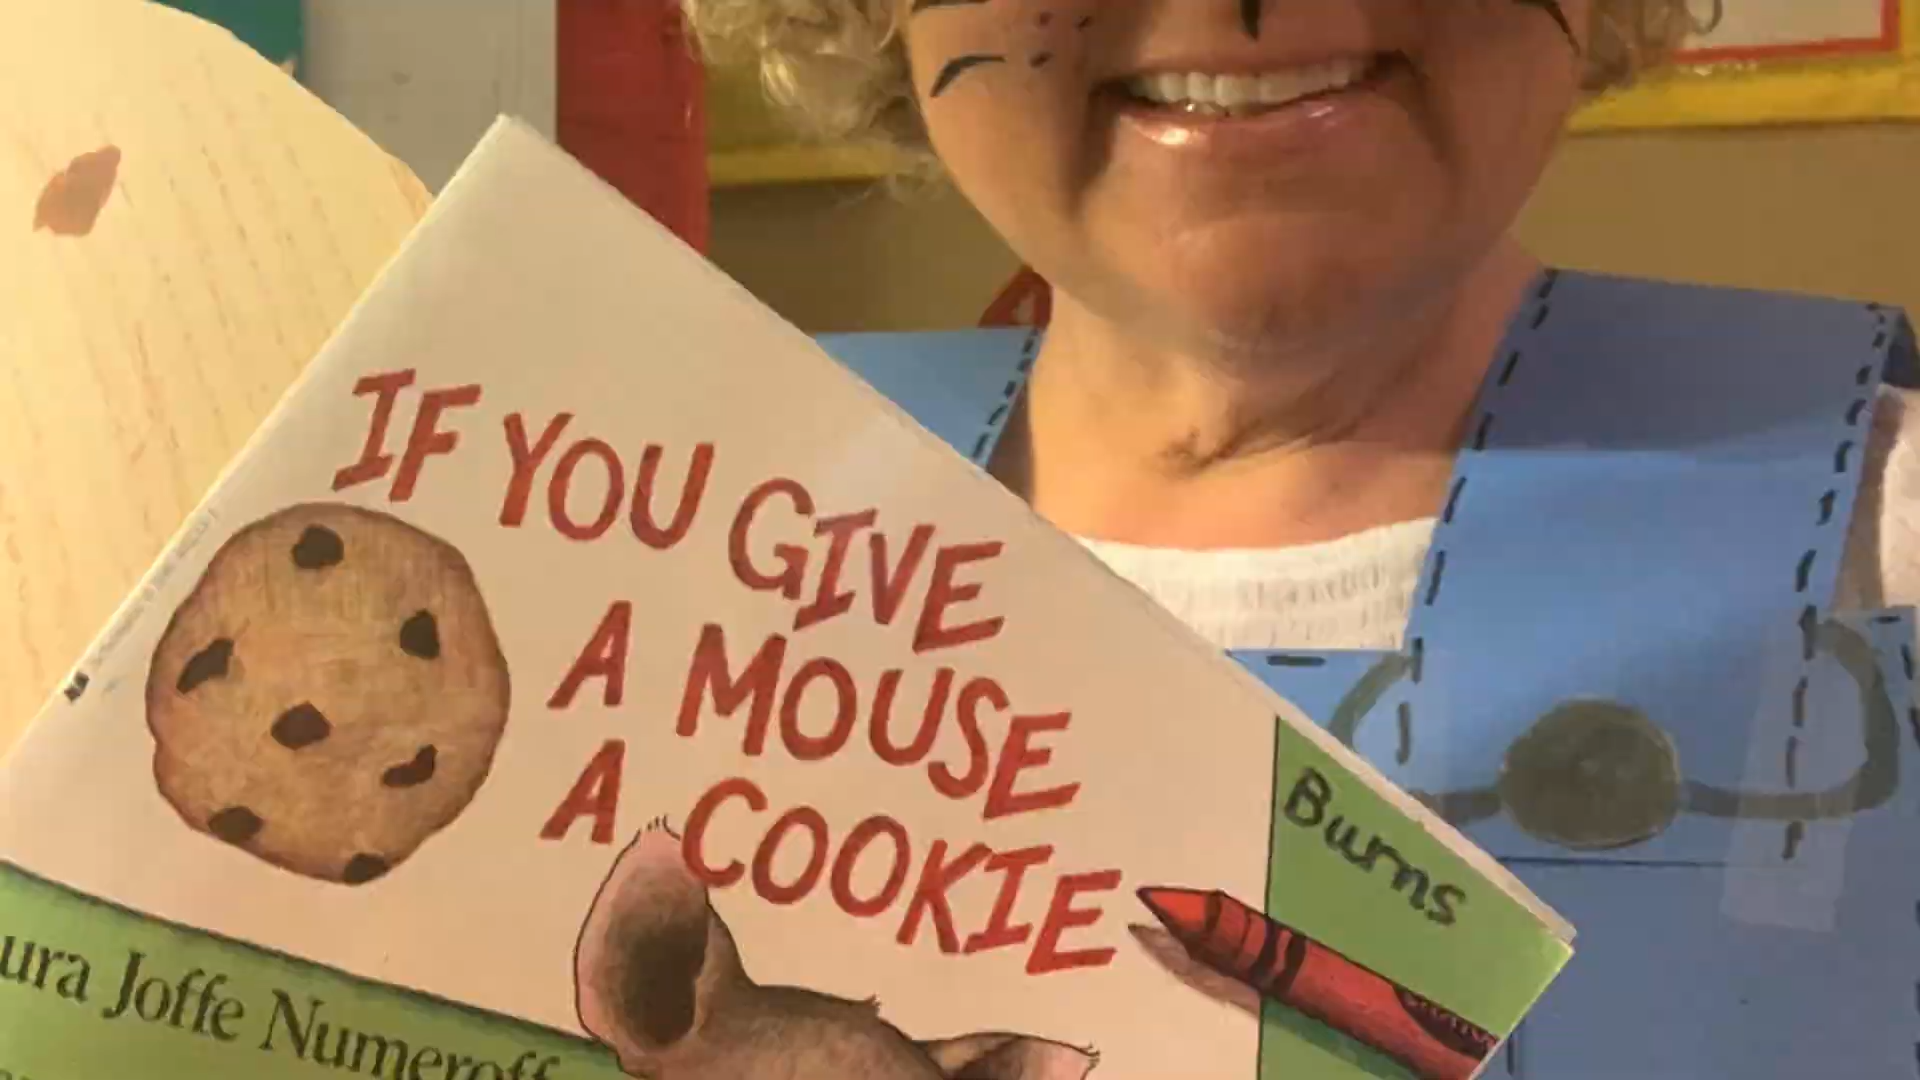 IF YOU GIVE
A MOUSE
A COOKIE
Burns
ura Joffe Numeroff